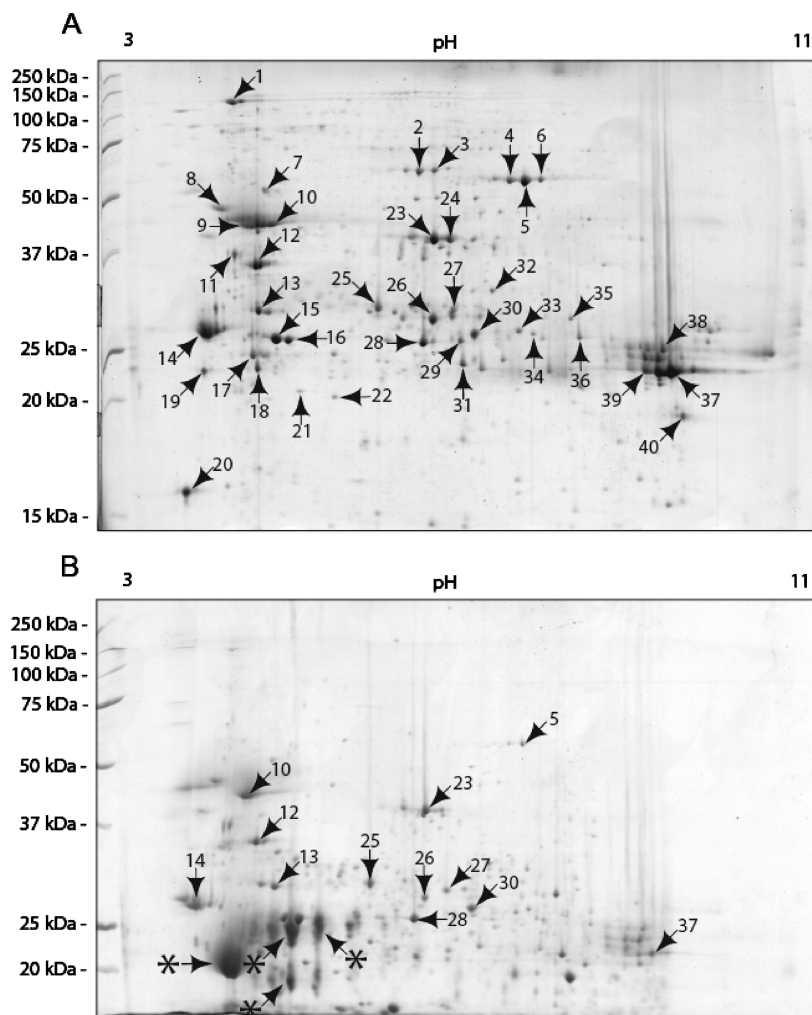 A
3 pH 11
250 kDa -
150 kDa -
100 kDa -
75 kDa -
50 kDa -
37 kDa -
25 kDa -
20 kDa -
15 kDa -
1
2 3 4 6
7
8
9 10
5
23 24
12
11
32
13 25 26 27
15 30 33 35
14 16 28 29 38
19 17 18 31 34 36 39 37
21 22
40
20
B
3 pH 11
250 kDa -
150 kDa -
100 kDa -
75 kDa -
50 kDa -
37 kDa -
25 kDa -
20 kDa -
5
10
23
12
14 13 25 26 27
30
28
37
* * *
*